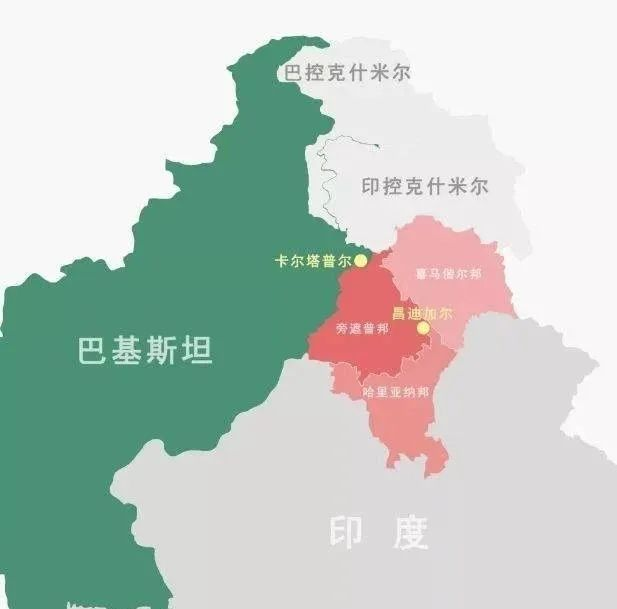 巴控克什米尔
印控克什米尔
卡尔塔普尔
喜马偕尔邦
昌迪加尔
旁遮普邦
巴基斯坦
哈里亚纳邦
印度